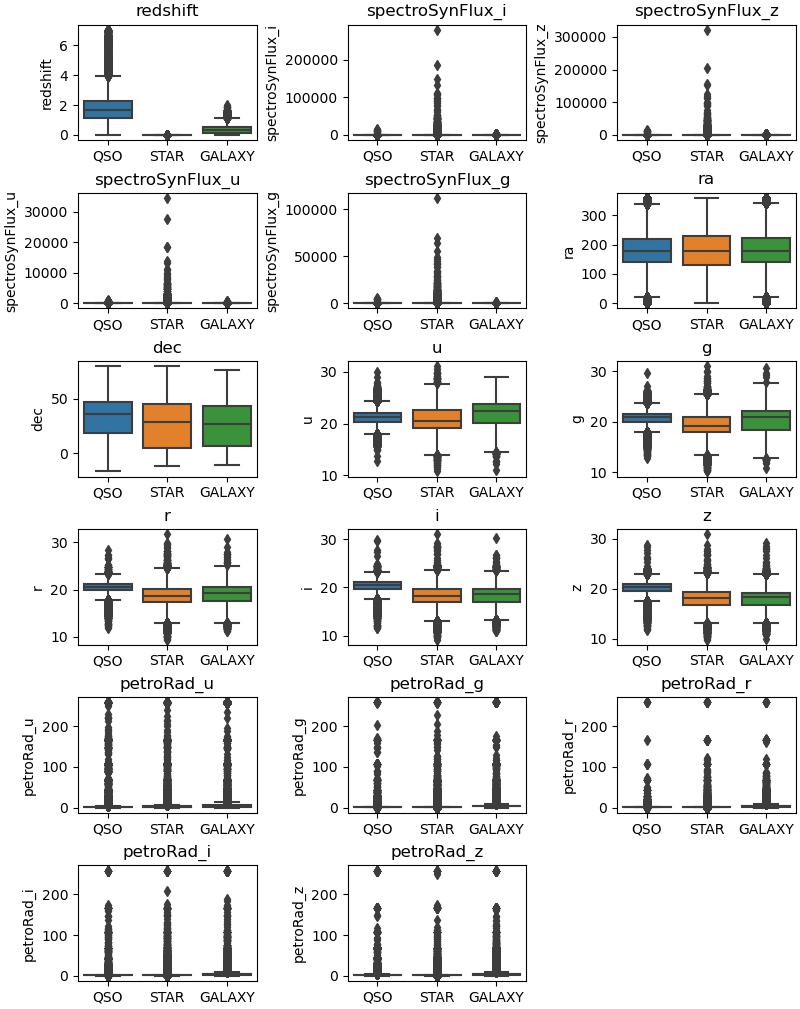 redshift
redshift
6
4
2
0
QSO STAR GALAXY
spectroSynFlux_i
spectroSynFlux_i
200000
100000
0
QSO STAR GALAXY
spectroSynFlux_z
spectroSynFlux_z
300000
200000
100000
0
QSO STAR GALAXY
spectroSynFlux_u
spectroSynFlux_u
30000
20000
10000
0
QSO STAR GALAXY
spectroSynFlux_g
spectroSynFlux_g
100000
50000
0
QSO STAR GALAXY
ra
ra
300
200
100
0
QSO STAR GALAXY
dec
dec
50
0
QSO STAR GALAXY
u
u
30
20
10
QSO STAR GALAXY
g
g
30
20
10
QSO STAR GALAXY
r
r
30
20
10
QSO STAR GALAXY
i
i
30
20
10
QSO STAR GALAXY
z
z
30
20
10
QSO STAR GALAXY
petroRad_u
petroRad_u
200
100
0
QSO STAR GALAXY
petroRad_g
petroRad_g
200
100
0
QSO STAR GALAXY
petroRad_r
petroRad_r
200
100
0
QSO STAR GALAXY
petroRad_i
petroRad_i
200
100
0
QSO STAR GALAXY
petroRad_z
petroRad_z
200
100
0
QSO STAR GALAXY